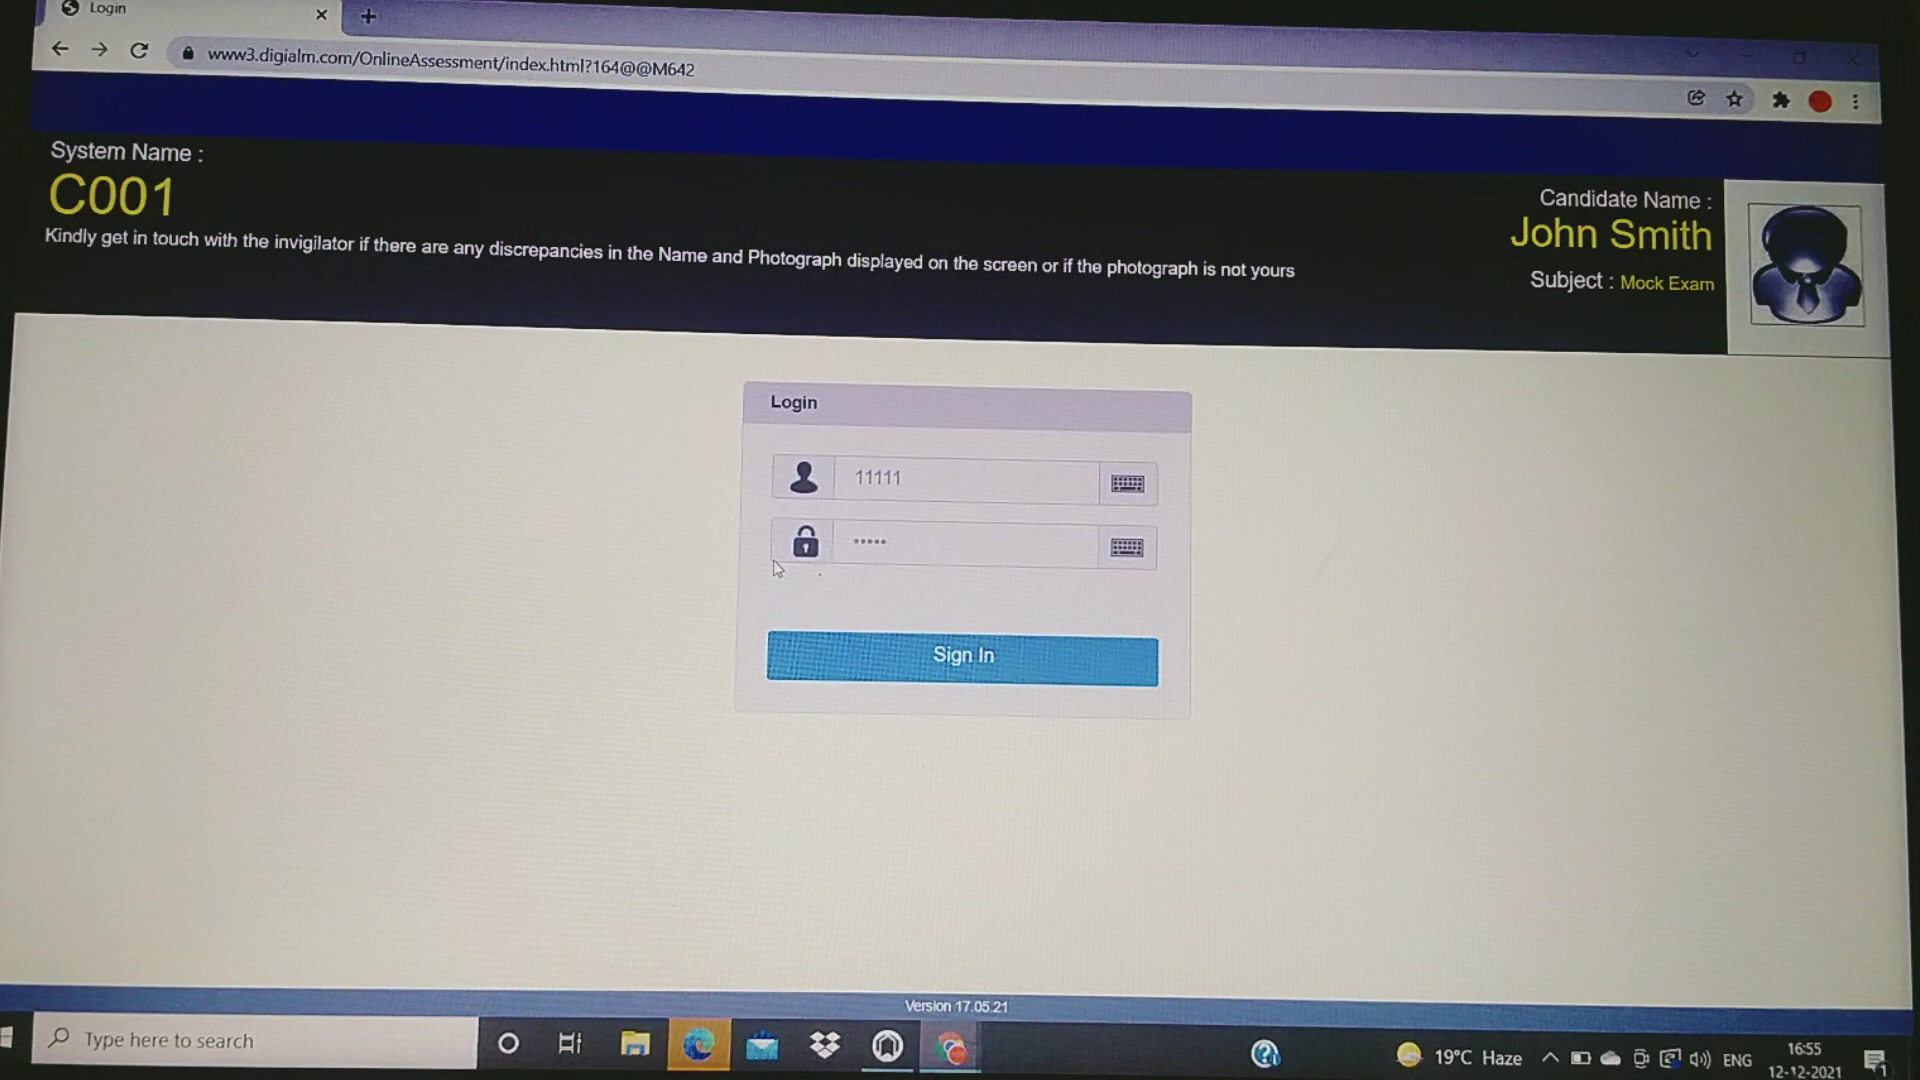 Login
www3.digialm.com/OnlineAssessment/index.html?164@@M642
System Name :
C001
Kindly get in touch with the invigilator if there are any discrepancies in the Name and Photograph displayed on the screen or if the photograph is not yours
Candidate Name :
John Smith
Subject : Mock Exam
Login
11111
•••••
Sign In
Version 17.05.21
Type here to search
19°C Haze
ENG
16:55
12-12-2021
1